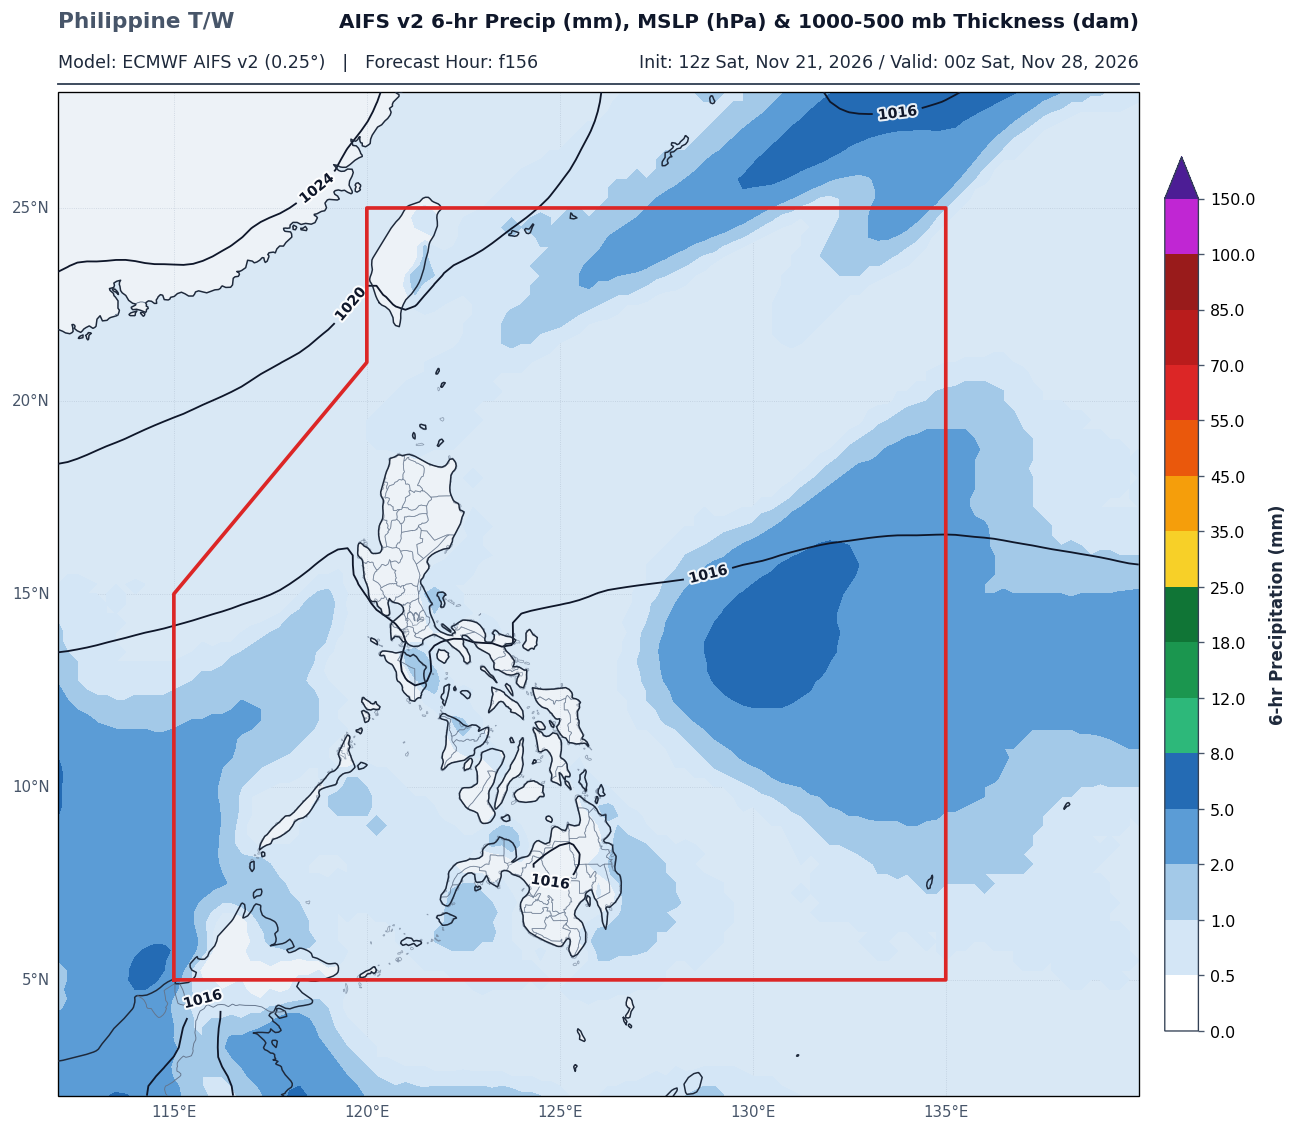 Philippine T/W
AIFS v2 6-hr Precip (mm), MSLP (hPa) & 1000-500 mb Thickness (dam)
Model: ECMWF AIFS v2 (0.25°)   |   Forecast Hour: f156
Init: 12z Sat, Nov 21, 2026 / Valid: 00z Sat, Nov 28, 2026
1016
1024
1020
1016
1016
1016
25°N
20°N
15°N
10°N
5°N
115°E
120°E
125°E
130°E
135°E
150.0
100.0
85.0
70.0
55.0
45.0
35.0
25.0
18.0
12.0
8.0
5.0
2.0
1.0
0.5
0.0
6-hr Precipitation (mm)